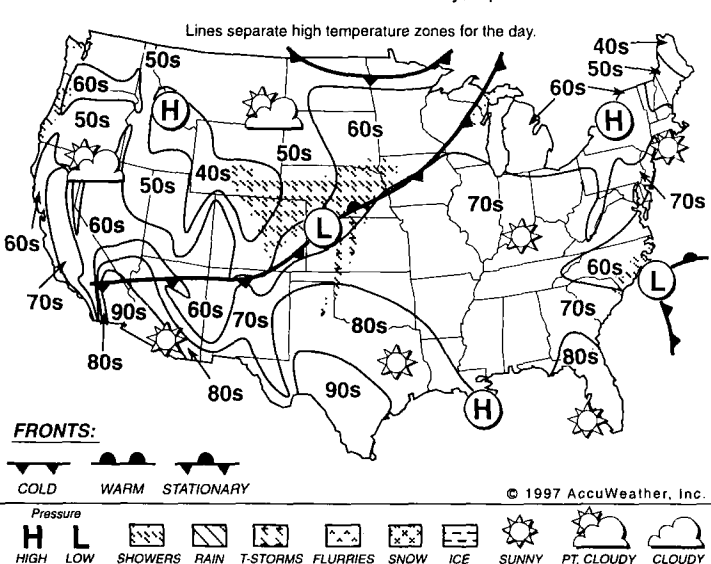 Lines separate high temperature zones for the day.
50s
40s
50s
60s
60s
H
60s
H
50s
50s
40s
50s
60s
70s
70s
60s
L
60s
60s
L
70s
90s
60s
70s
80s
70s
80s
80s
80s
90s
H
FRONTS:
COLD WARM STATIONARY
© 1997 AccuWeather, Inc.
Pressure
H L
HIGH LOW SHOWERS RAIN T-STORMS FLURRIES SNOW ICE SUNNY PT. CLOUDY CLOUDY